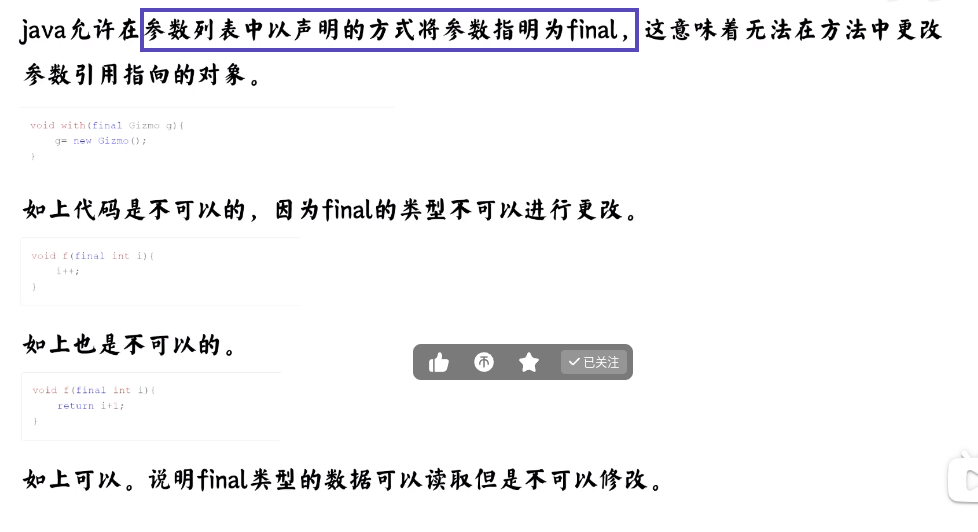 java允许在参数列表中以声明的方式将参数指明为final，这意味着无法在方法中更改
参数引用指向的对象。
void with(final Gizmo g){
g= new Gizmo();
}
如上代码是不可以的，因为final的类型不可以进行更改。
void f(final int i){
i++;
}
如上也是不可以的。
已关注
void f(final int i){
return i+1;
}
如上可以。说明final类型的数据可以读取但是不可以修改。